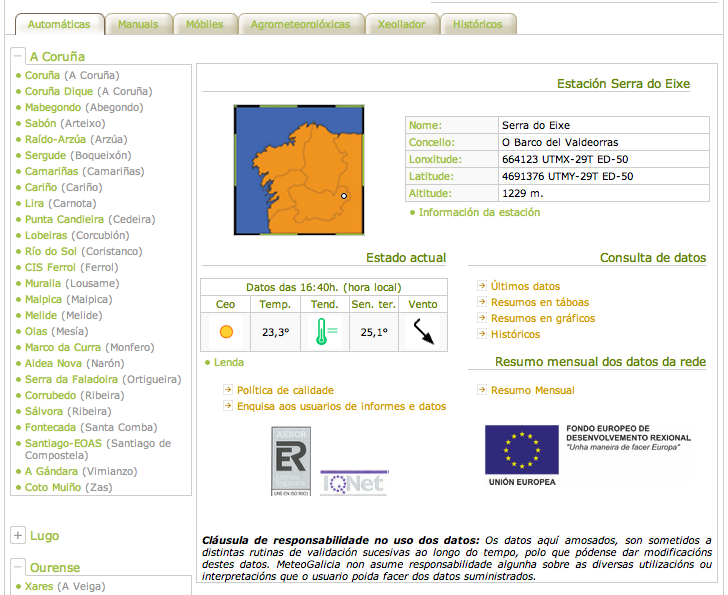 Automáticas
Manuais
Móbiles
Agrometeorolóxicas
Xeollador
Históricos
A Coruña
Coruña (A Coruña)
Coruña Dique (A Coruña)
Mabegondo (Abegondo)
Sabón (Arteixo)
Raído-Arzúa (Arzúa)
Sergude (Boqueixón)
Camariñas (Camariñas)
Cariño (Cariño)
Lira (Carnota)
Punta Candieira (Cedeira)
Lobeiras (Corcubión)
Río do Sol (Coristanco)
CIS Ferrol (Ferrol)
Muralla (Lousame)
Malpica (Malpica)
Melide (Melide)
Olas (Mesía)
Marco da Curra (Monfero)
Aldea Nova (Narón)
Serra da Faladoira (Ortigueira)
Corrubedo (Ribeira)
Sálvora (Ribeira)
Fontecada (Santa Comba)
Santiago-EOAS (Santiago de
Compostela)
A Gándara (Vimianzo)
Coto Muiño (Zas)
Lugo
Ourense
Xares (A Veiga)
Estación Serra do Eixe
Nome: Serra do Eixe
Concello: O Barco del Valdeorras
Lonxitude: 664123 UTMX-29T ED-50
Latitude: 4691376 UTMY-29T ED-50
Altitude: 1229 m.
Información da estación
Estado actual
Datos das 16:40h. (hora local)
Ceo Temp. Tend. Sen. ter. Vento
23,3° 25,1°
Lenda
Política de calidade
Enquisa aos usuarios de informes e datos
Consulta de datos
Últimos datos
Resumos en táboas
Resumos en gráficos
Históricos
Resumo mensual dos datos da rede
Resumo Mensual
AENOR
ER
Empresa
Registrada
UNE-EN ISO 9001
IQNet
UNIÓN EUROPEA
FONDO EUROPEO DE
DESENVOLVEMENTO REXIONAL
"Unha maneira de facer Europa"
Cláusula de responsabilidade no uso dos datos: Os datos aquí amosados, son sometidos a
distintas rutinas de validación sucesivas ao longo do tempo, polo que pódense dar modificacións
destes datos. MeteoGalicia non asume responsabilidade algunha sobre as diversas utilizacións ou
interpretacións que o usuario poida facer dos datos suministrados.